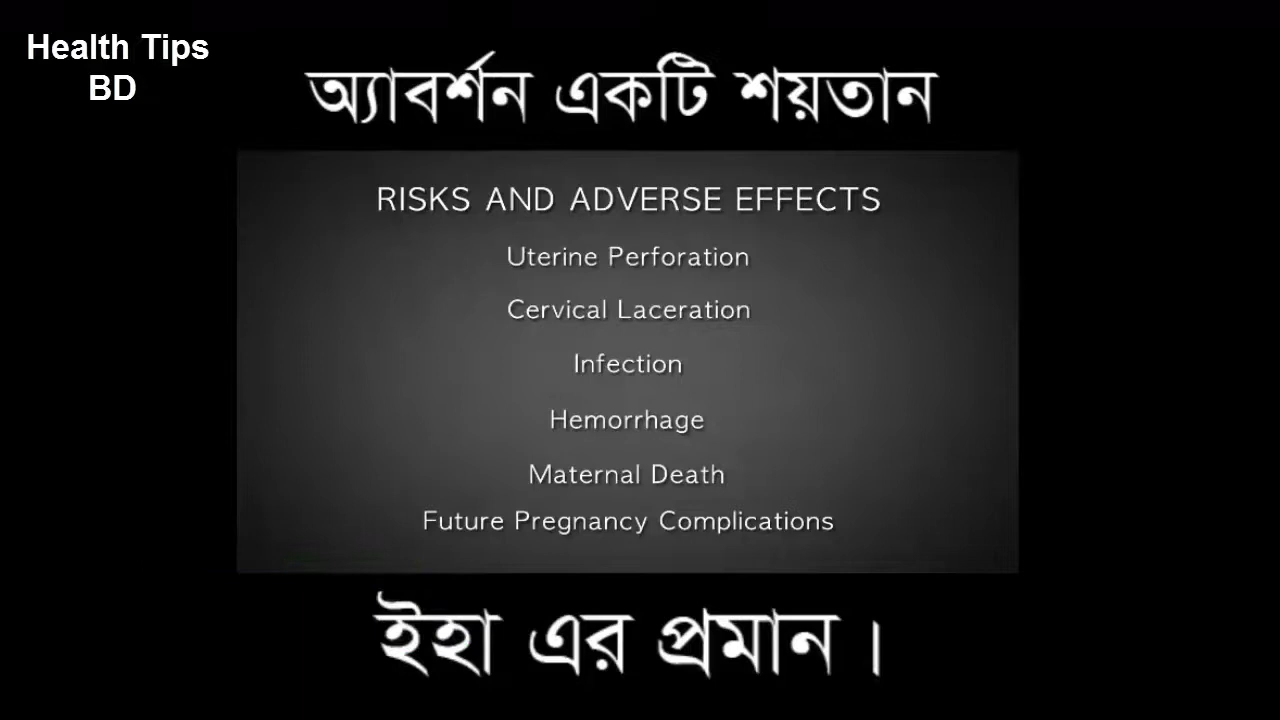 Health Tips
BD
অ্যাবর্শন একটি শয়তান
RISKS AND ADVERSE EFFECTS
Uterine Perforation
Cervical Laceration
Infection
Hemorrhage
Maternal Death
Future Pregnancy Complications
ইহা এর প্রমান ।